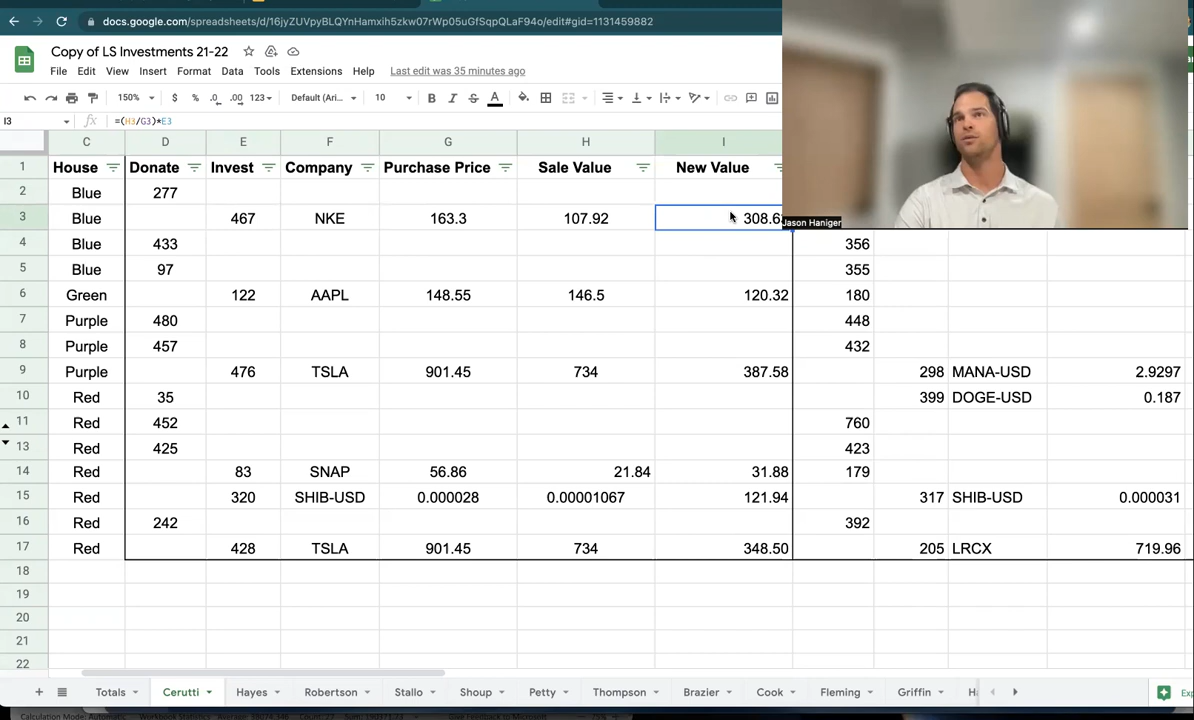 docs.google.com/spreadsheets/d/16jyZUVpyBLQYnHamxih5zkw07rWp05uGfSqpQLaF94o/edit#gid=1131459882
Copy of LS Investments 21-22
File Edit View Insert Format Data Tools Extensions Help Last edit was 35 minutes ago
150% $ % .0 .00 123 Default (Ari... 10 B I S A
I3 fx =(H3/G3)*E3
C D E F G H I
1 House Donate Invest Company Purchase Price Sale Value New Value
2 Blue 277
3 Blue 467 NKE 163.3 107.92 308.6
Jason Haniger
4 Blue 433 356
5 Blue 97 355
6 Green 122 AAPL 148.55 146.5 120.32 180
7 Purple 480 448
8 Purple 457 432
9 Purple 476 TSLA 901.45 734 387.58 298 MANA-USD 2.9297
10 Red 35 399 DOGE-USD 0.187
11 Red 452 760
13 Red 425 423
14 Red 83 SNAP 56.86 21.84 31.88 179
15 Red 320 SHIB-USD 0.000028 0.00001067 121.94 317 SHIB-USD 0.000031
16 Red 242 392
17 Red 428 TSLA 901.45 734 348.50 205 LRCX 719.96
18
19
20
21
22
Totals Cerutti Hayes Robertson Stallo Shoup Petty Thompson Brazier Cook Fleming Griffin